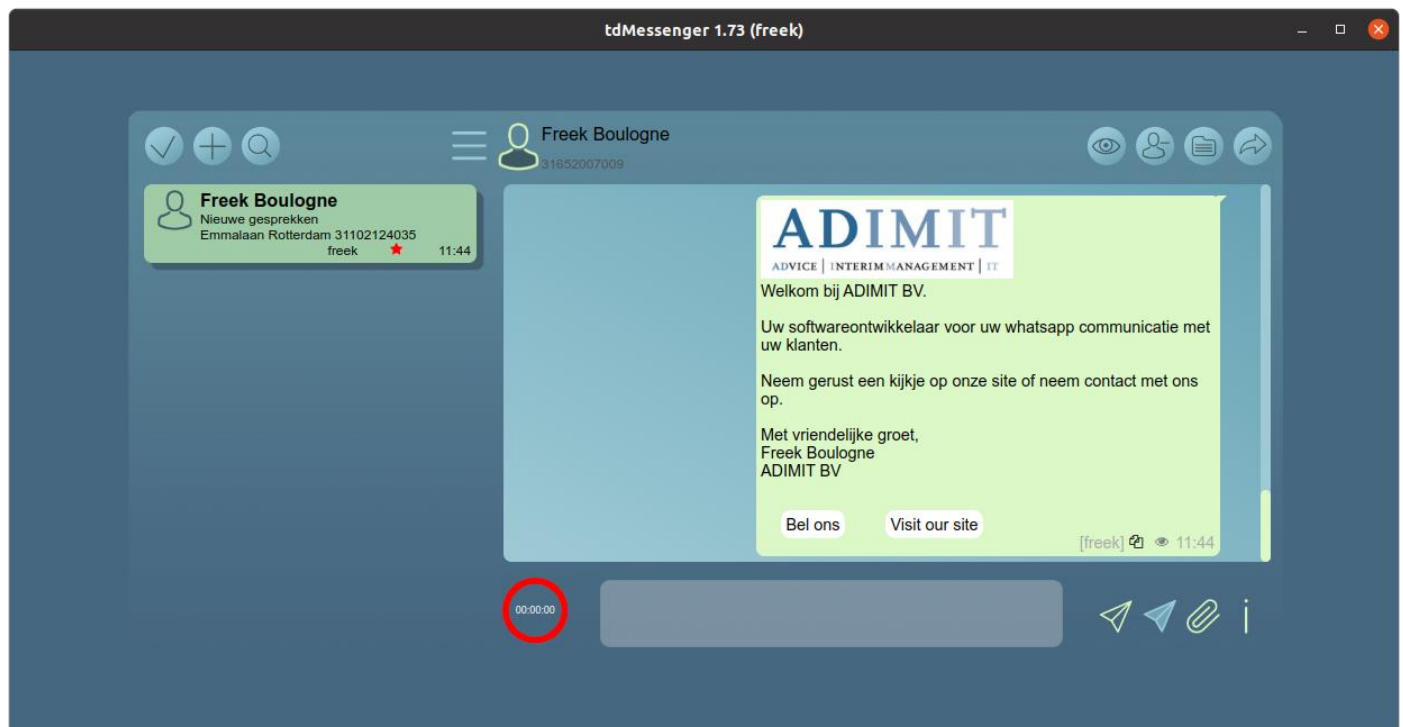 tdMessenger 1.73 (freek)
Freek Boulogne
31652007009
Freek Boulogne
Nieuwe gesprekken
Emmalaan Rotterdam 31102124035
freek 11:44
ADIMIT
ADVICE | INTERIMMANAGEMENT | IT
Welkom bij ADIMIT BV.
Uw softwareontwikkelaar voor uw whatsapp communicatie met
uw klanten.
Neem gerust een kijkje op onze site of neem contact met ons
op.
Met vriendelijke groet,
Freek Boulogne
ADIMIT BV
Bel ons Visit our site
[freek] 11:44
00:00:00